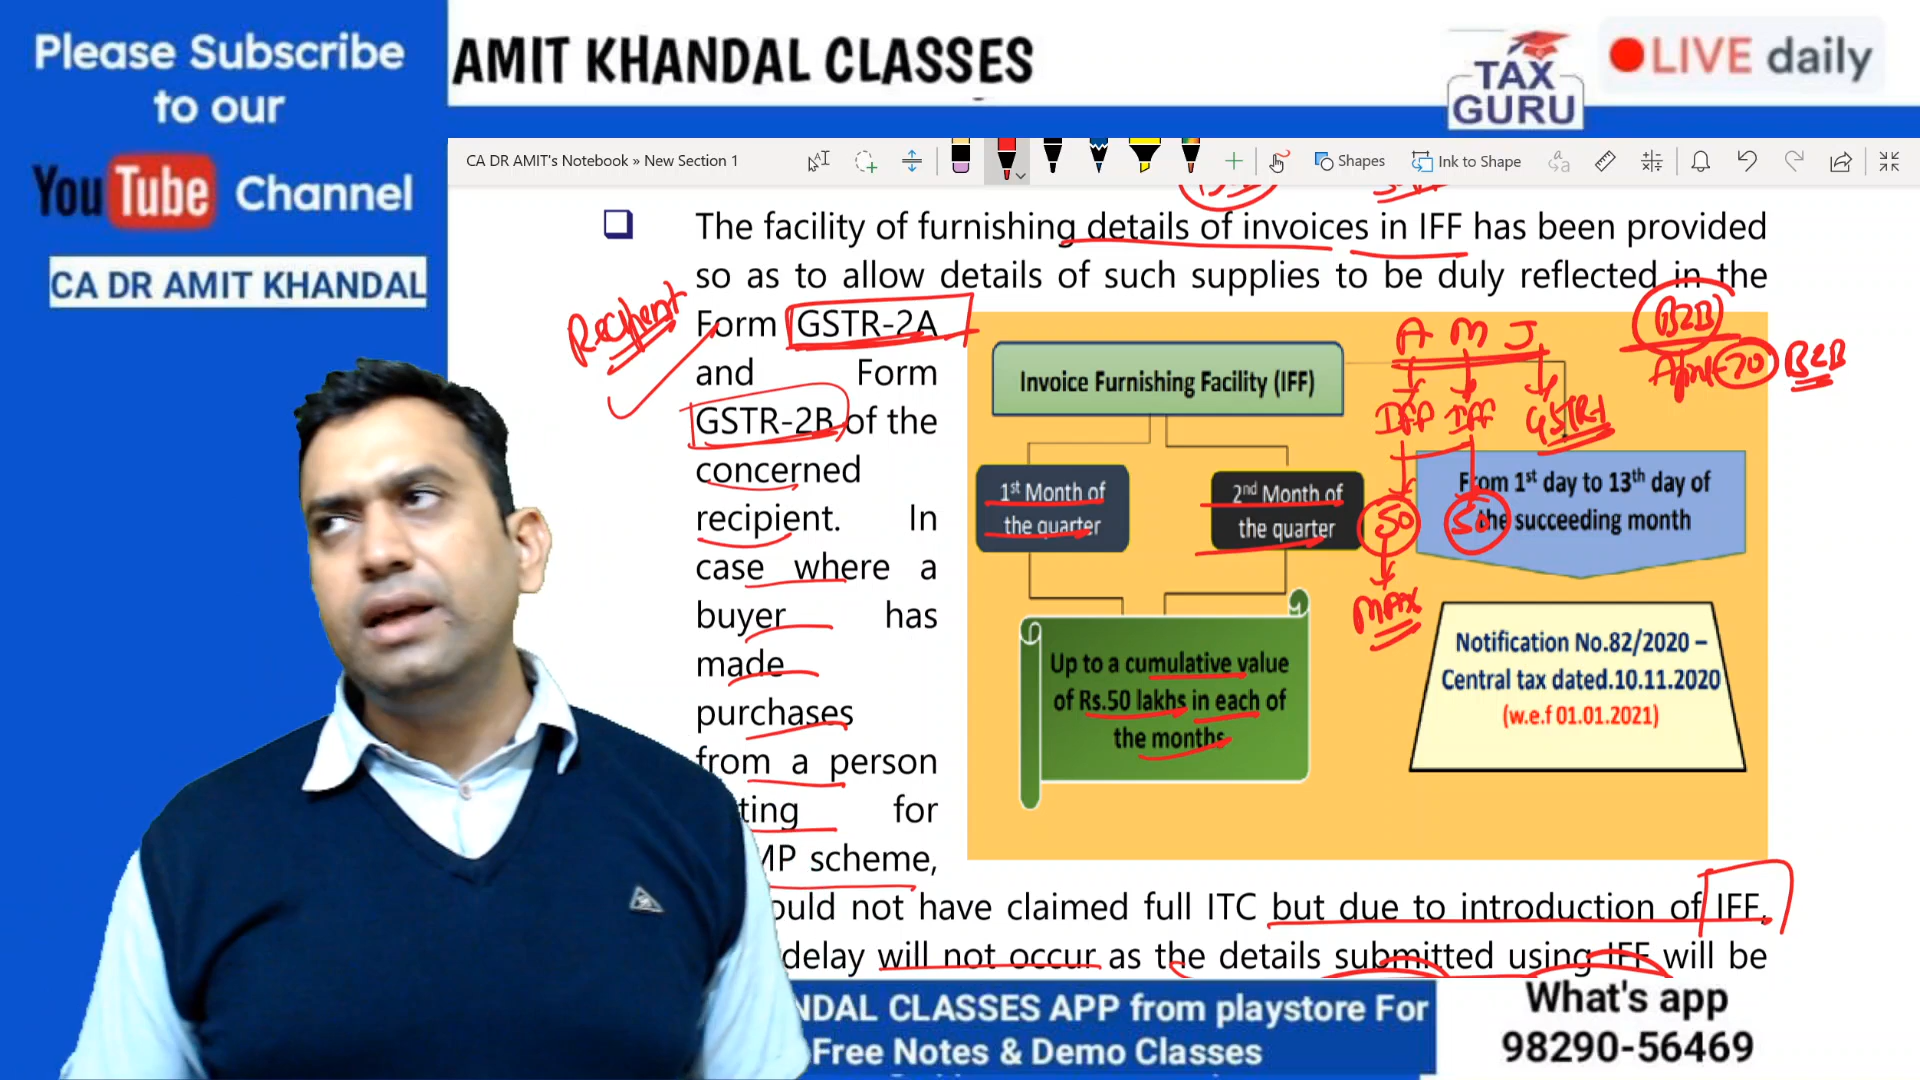 Please Subscribe
to our
YouTube
Channel
CA DR AMIT KHANDAL
AMIT KHANDAL CLASSES
TAX
GURU
LIVE daily
CA DR AMIT's Notebook » New Section 1
Shapes
Ink to Shape
The facility of furnishing details of invoices in IFF has been provided
so as to allow details of such supplies to be duly reflected in the
Form GSTR-2A
and Form
GSTR-2B of the
concerned
recipient. In
case where a
buyer has
made
purchases
from a person
ting for
MP scheme,
ould not have claimed full ITC but due to introduction of IFF,
delay will not occur as the details submitted using IFF will be
Recipient
Invoice Furnishing Facility (IFF)
1st Month of
the quarter
2nd Month of
the quarter
Up to a cumulative value
of Rs.50 lakhs in each of
the months
From 1st day to 13th day of
the succeeding month
Notification No.82/2020 –
Central tax dated.10.11.2020
(w.e.f 01.01.2021)
A M J
IFF IFF GSTR-1
50 50
MAX
B2B
April-70 B2B
NDAL CLASSES APP from playstore For
Free Notes & Demo Classes
What's app
98290-56469